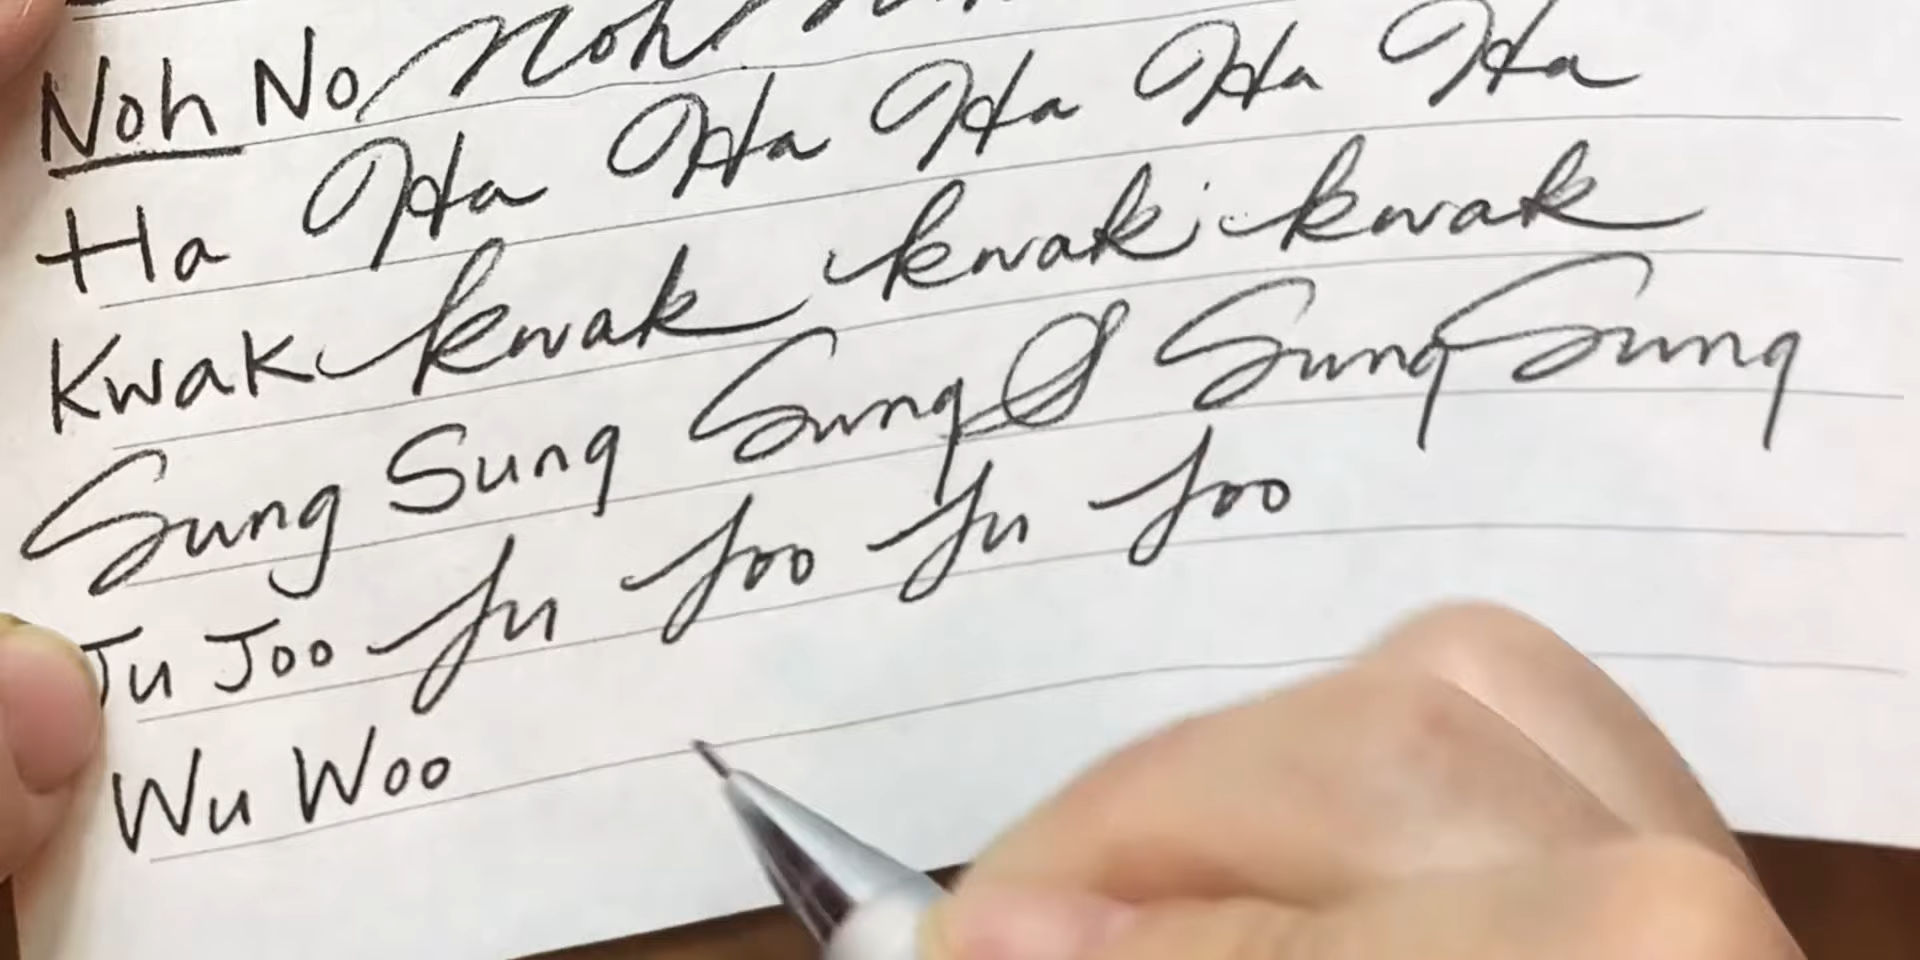 Noh No Noh
Ha Ha Ha Ha Ha Ha
Kwak kwak kwak kwak
Sung Sung Sung S Sung Sung
Ju Joo Ju Joo Ju Joo
Wu Woo